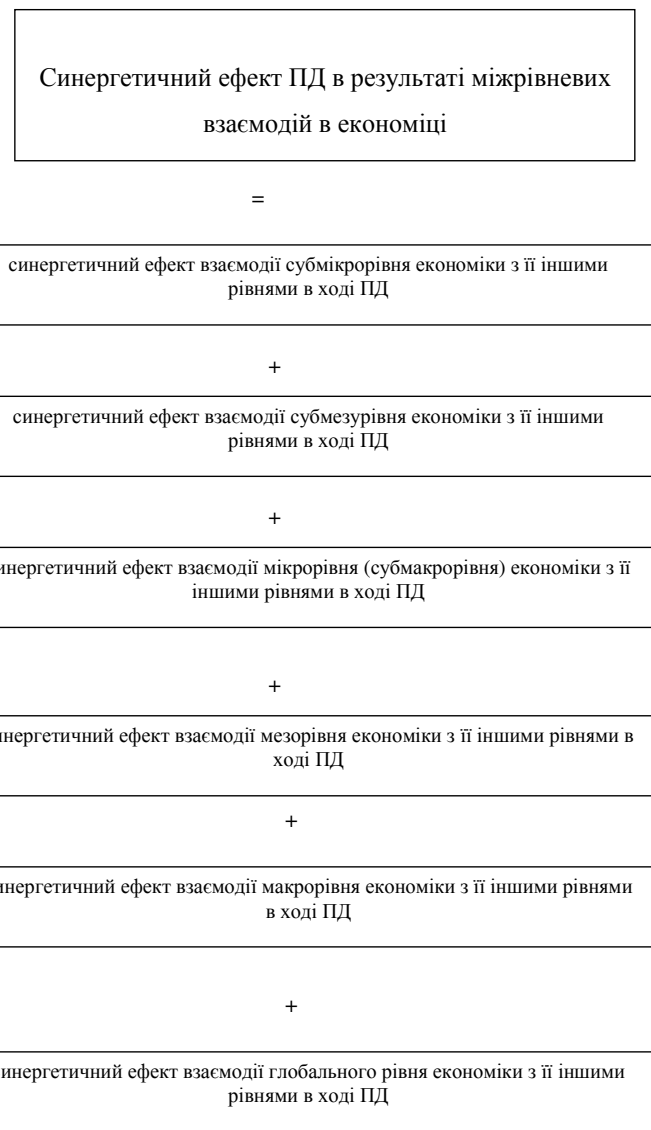 Синергетичний ефект ПД в результаті міжрівневих
взаємодій в економіці
=
синергетичний ефект взаємодії субмікрорівня економіки з її іншими
рівнями в ході ПД
+
синергетичний ефект взаємодії субмезурівня економіки з її іншими
рівнями в ході ПД
+
инергетичний ефект взаємодії мікрорівня (субмакрорівня) економіки з її
іншими рівнями в ході ПД
+
инергетичний ефект взаємодії мезорівня економіки з її іншими рівнями в
ході ПД
+
инергетичний ефект взаємодії макрорівня економіки з її іншими рівнями
в ході ПД
+
инергетичний ефект взаємодії глобального рівня економіки з її іншими
рівнями в ході ПД